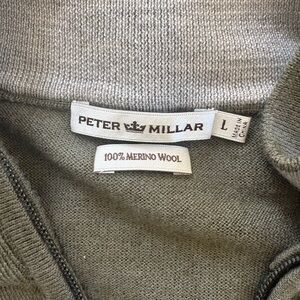 PETER MILLAR
L
MADE IN
CHINA
100% MERINO WOOL